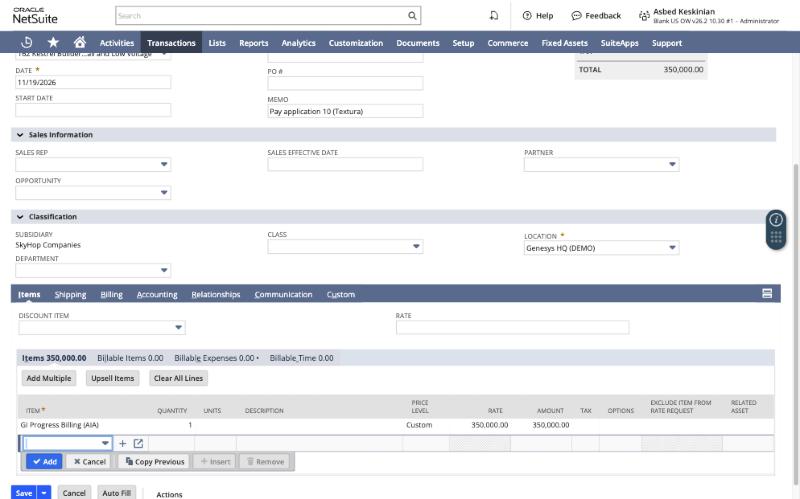 ORACLE
NetSuite
Search
Help
Feedback
Asbed Keskinian
Blank US OW v26.2 10.30 #1 – Administrator
Activities
Transactions
Lists
Reports
Analytics
Customization
Documents
Setup
Commerce
Fixed Assets
SuiteApps
Support
DATE *
11/19/2026
START DATE
PO #
MEMO
Pay application 10 (Textura)
TOTAL 350,000.00
Sales Information
SALES REP
SALES EFFECTIVE DATE
PARTNER
OPPORTUNITY
Classification
SUBSIDIARY
SkyHop Companies
CLASS
LOCATION *
Genesys HQ (DEMO)
DEPARTMENT
Items Shipping Billing Accounting Relationships Communication Custom
DISCOUNT ITEM
RATE
Items 350,000.00 Billable Items 0.00 Billable Expenses 0.00 • Billable Time 0.00
Add Multiple Upsell Items Clear All Lines
ITEM * QUANTITY UNITS DESCRIPTION PRICE LEVEL RATE AMOUNT TAX OPTIONS EXCLUDE ITEM FROM RATE REQUEST RELATED ASSET
GI Progress Billing (AIA) 1 Custom 350,000.00 350,000.00
Add Cancel Copy Previous Insert Remove
Save Cancel Auto Fill Actions